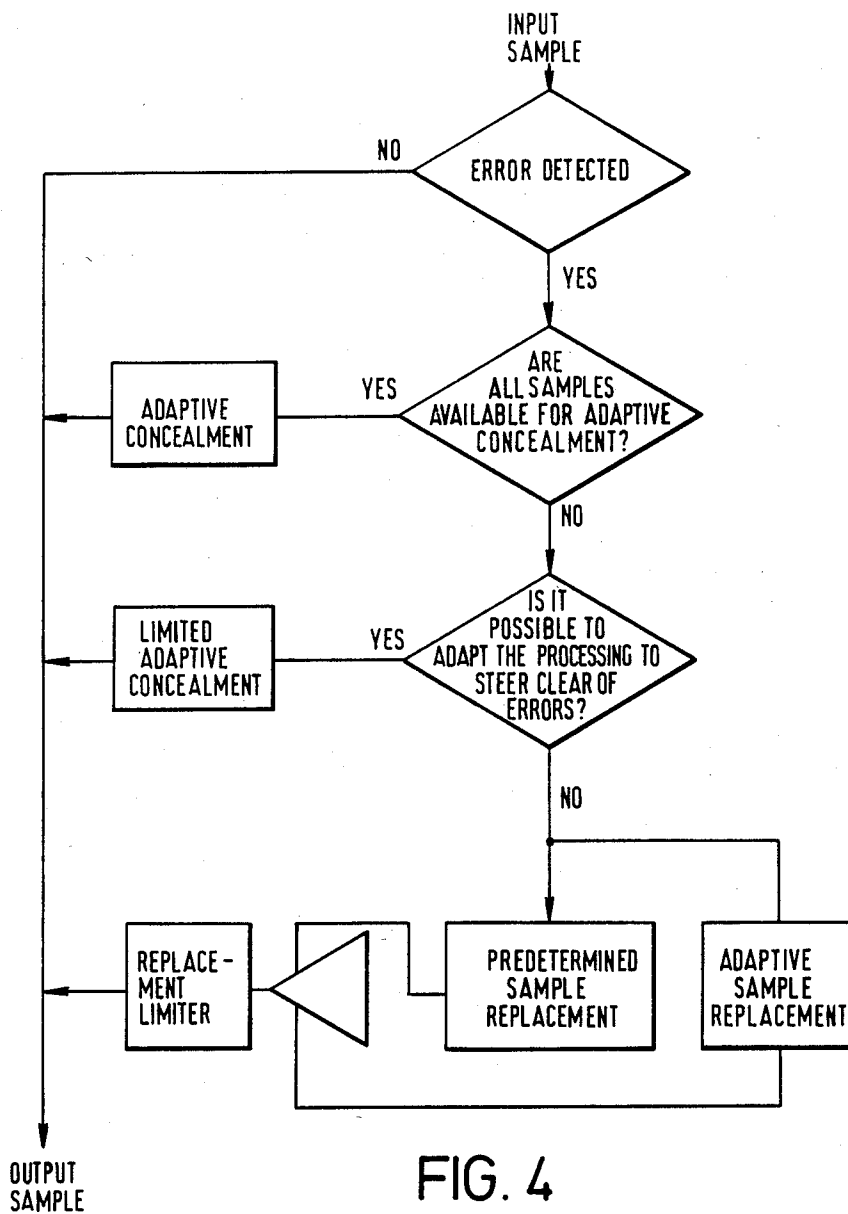 INPUT
SAMPLE
NO
ERROR DETECTED
YES
ARE
ALL SAMPLES
AVAILABLE FOR ADAPTIVE
CONCEALMENT?
YES
ADAPTIVE
CONCEALMENT
NO
IS IT
POSSIBLE TO
ADAPT THE PROCESSING TO
STEER CLEAR OF
ERRORS?
YES
LIMITED
ADAPTIVE
CONCEALMENT
NO
REPLACE-
MENT
LIMITER
PREDETERMINED
SAMPLE
REPLACEMENT
ADAPTIVE
SAMPLE
REPLACEMENT
OUTPUT
SAMPLE
FIG. 4